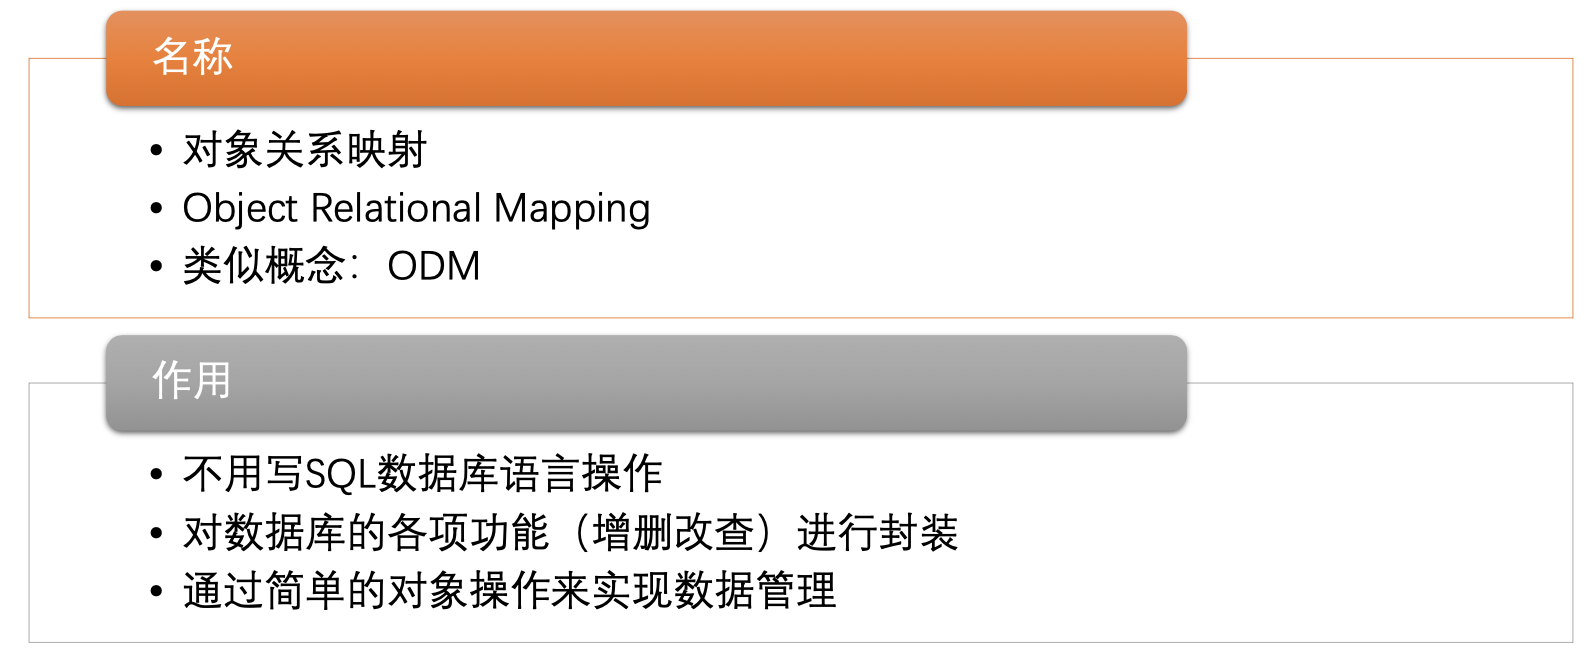 名称
• 对象关系映射
• Object Relational Mapping
• 类似概念：ODM
作用
• 不用写SQL数据库语言操作
• 对数据库的各项功能（增删改查）进行封装
• 通过简单的对象操作来实现数据管理